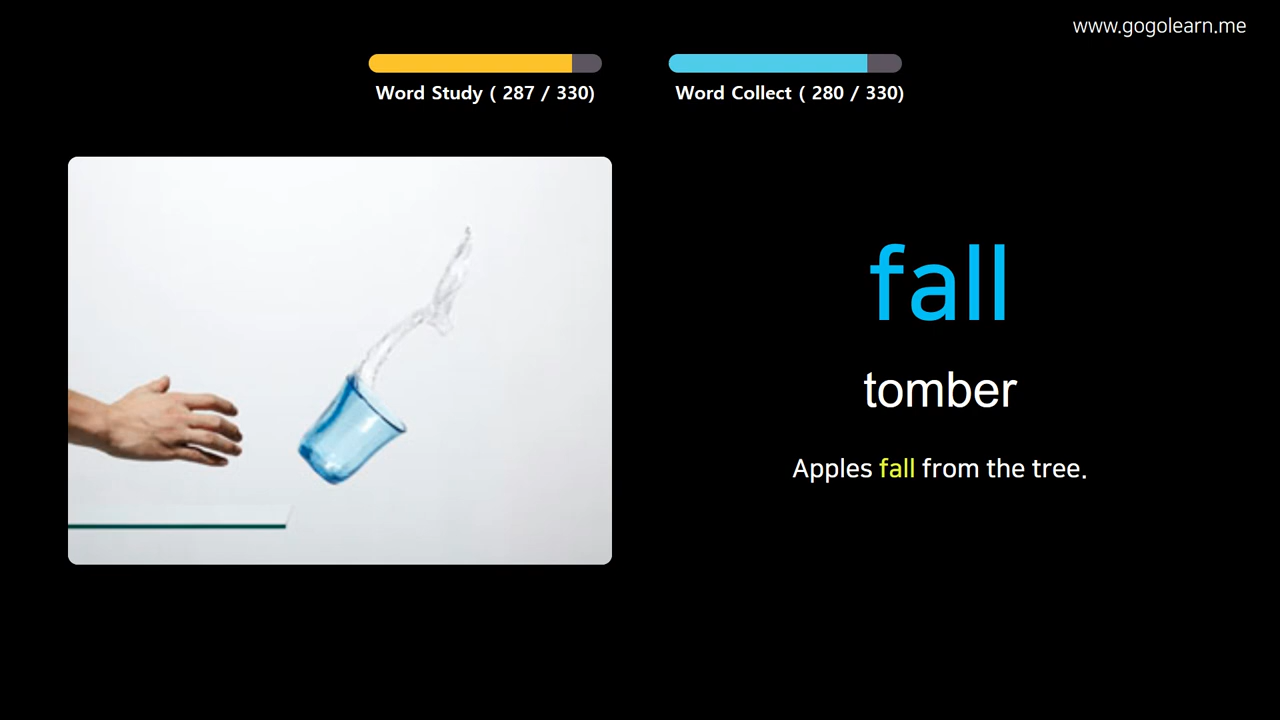 www.gogolearn.me
Word Study ( 287 / 330)
Word Collect ( 280 / 330)
fall
tomber
Apples fall from the tree.